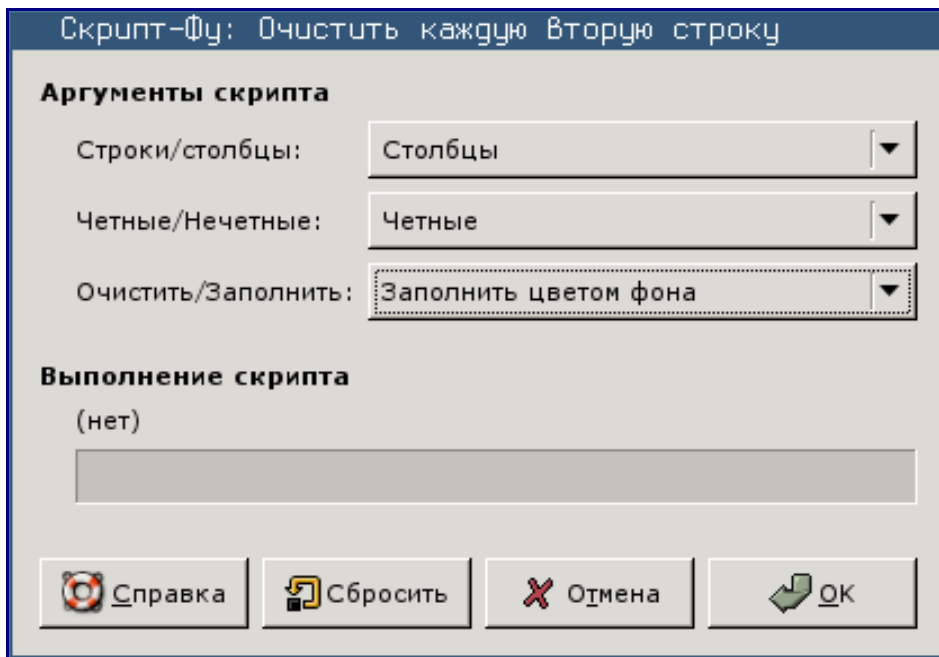 Скрипт-Фу: Очистить каждую вторую строку
Аргументы скрипта
Строки/столбцы: Столбцы
Четные/Нечетные: Четные
Очистить/Заполнить: Заполнить цветом фона
Выполнение скрипта
(нет)
Справка Сбросить Отмена OK